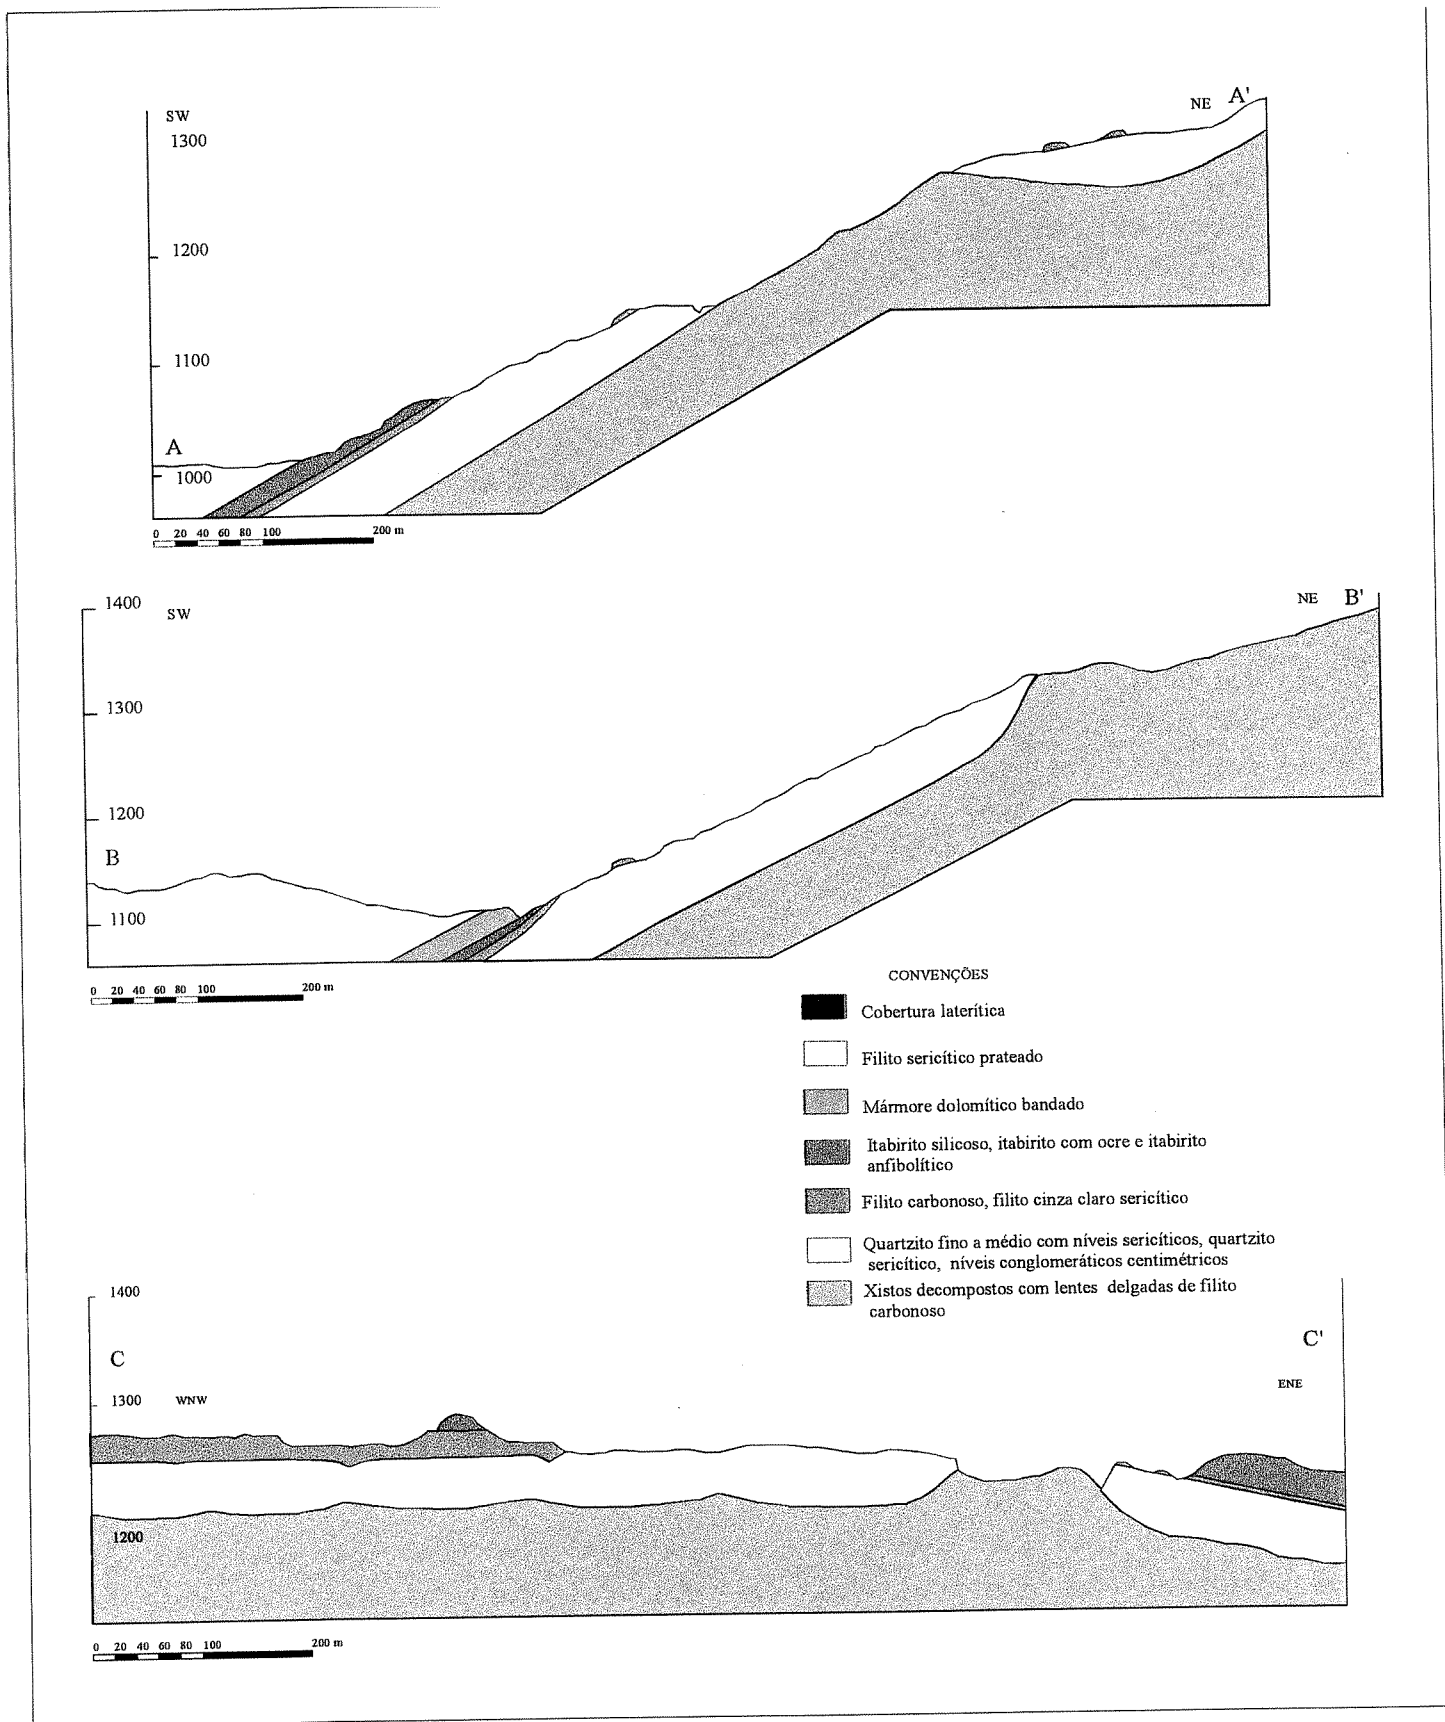 SW
NE A'
1300
1200
1100
A
1000
0 20 40 60 80 100 200 m
1400
SW
NE B'
1300
1200
B
1100
0 20 40 60 80 100 200 m
CONVENÇÕES
Cobertura laterítica
Filito sericítico prateado
Mármore dolomítico bandado
Itabirito silicoso, itabirito com ocre e itabirito
anfibolítico
Filito carbonoso, filito cinza claro sericítico
Quartzito fino a médio com níveis sericíticos, quartzito
sericítico, níveis conglomeráticos centimétricos
Xistos decompostos com lentes delgadas de filito
carbonoso
1400
C
C'
1300 WNW
ENE
1200
0 20 40 60 80 100 200 m